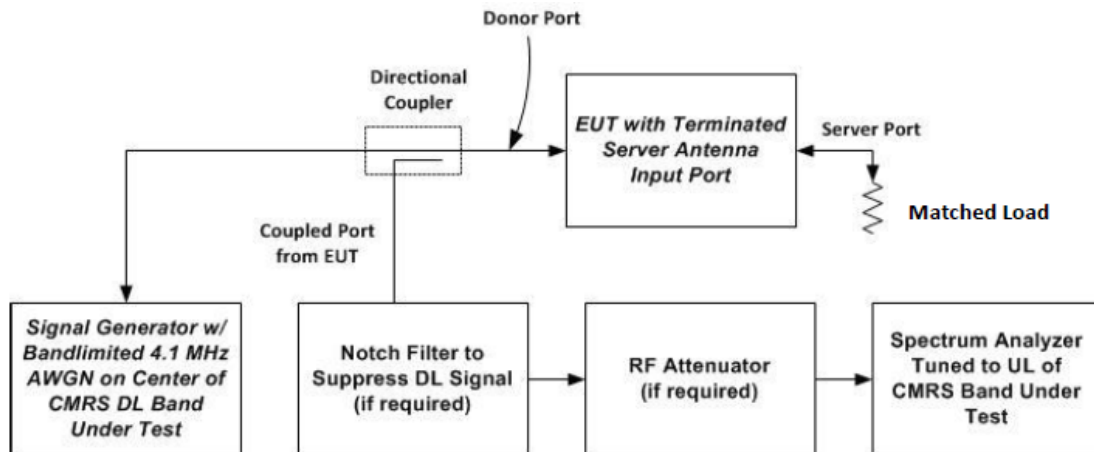 Donor Port
Directional
Coupler
EUT with Terminated
Server Antenna
Input Port
Server Port
Matched Load
Coupled Port
from EUT
Signal Generator w/
Bandlimited 4.1 MHz
AWGN on Center of
CMRS DL Band
Under Test
Notch Filter to
Suppress DL Signal
(if required)
RF Attenuator
(if required)
Spectrum Analyzer
Tuned to UL of
CMRS Band Under
Test